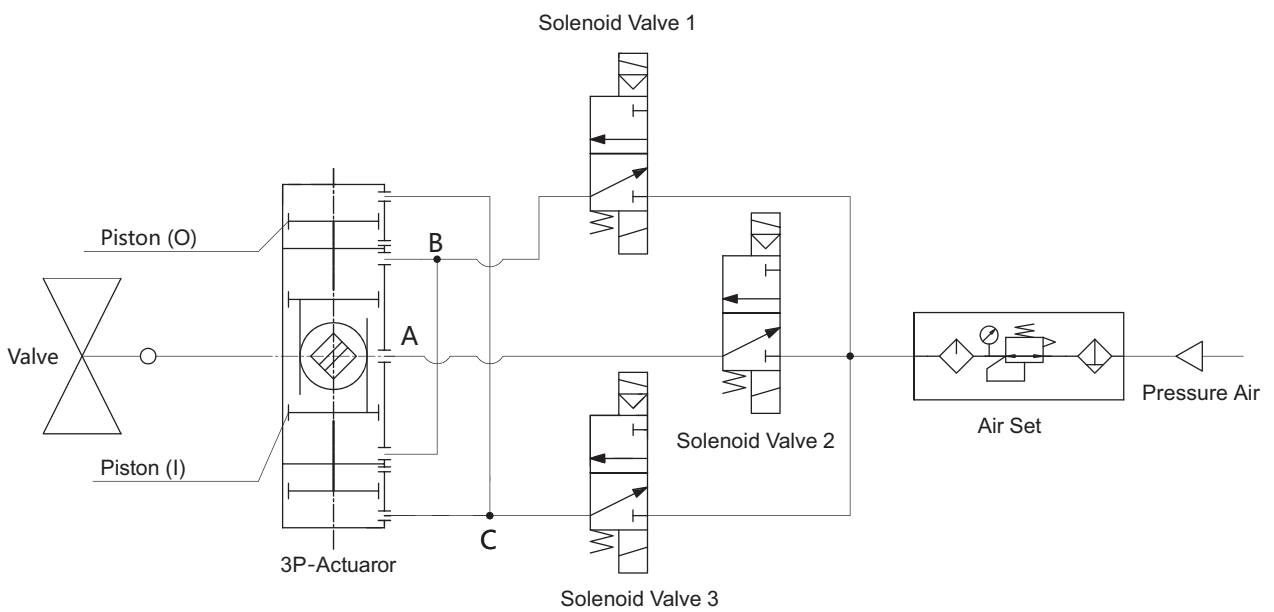 Solenoid Valve 1
Piston (O)
B
Valve
A
Pressure Air
Air Set
Solenoid Valve 2
Piston (I)
C
3P-Actuaror
Solenoid Valve 3